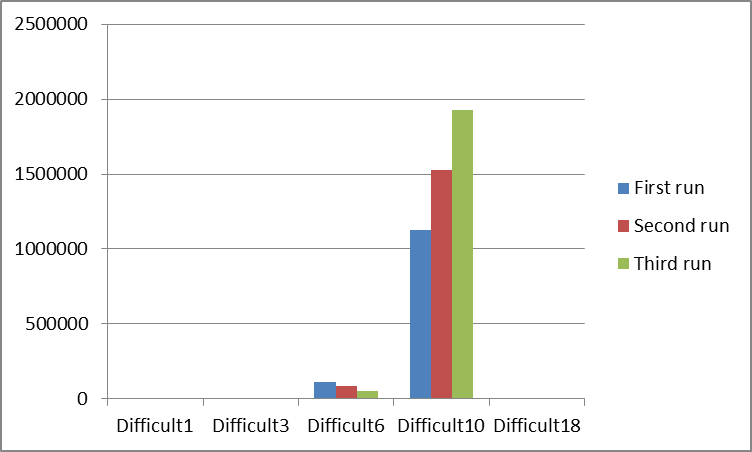 2500000
2000000
1500000
1000000
500000
0
Difficult1 Difficult3 Difficult6 Difficult10 Difficult18
First run
Second run
Third run